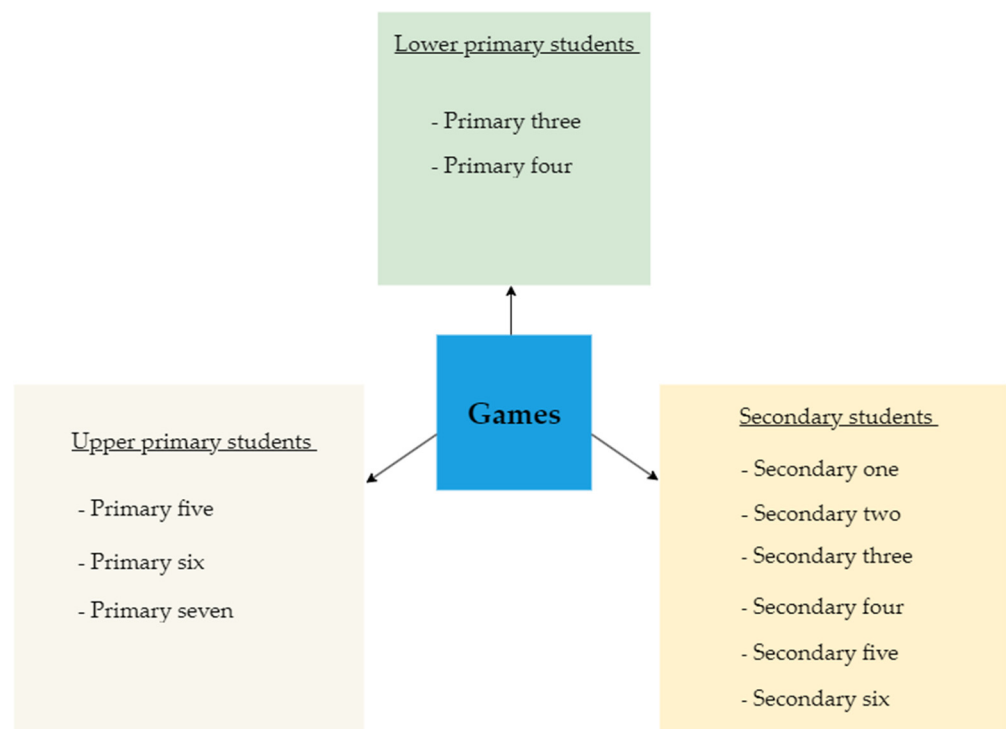 Lower primary students
- Primary three
- Primary four
Games
Upper primary students
- Primary five
- Primary six
- Primary seven
Secondary students
- Secondary one
- Secondary two
- Secondary three
- Secondary four
- Secondary five
- Secondary six